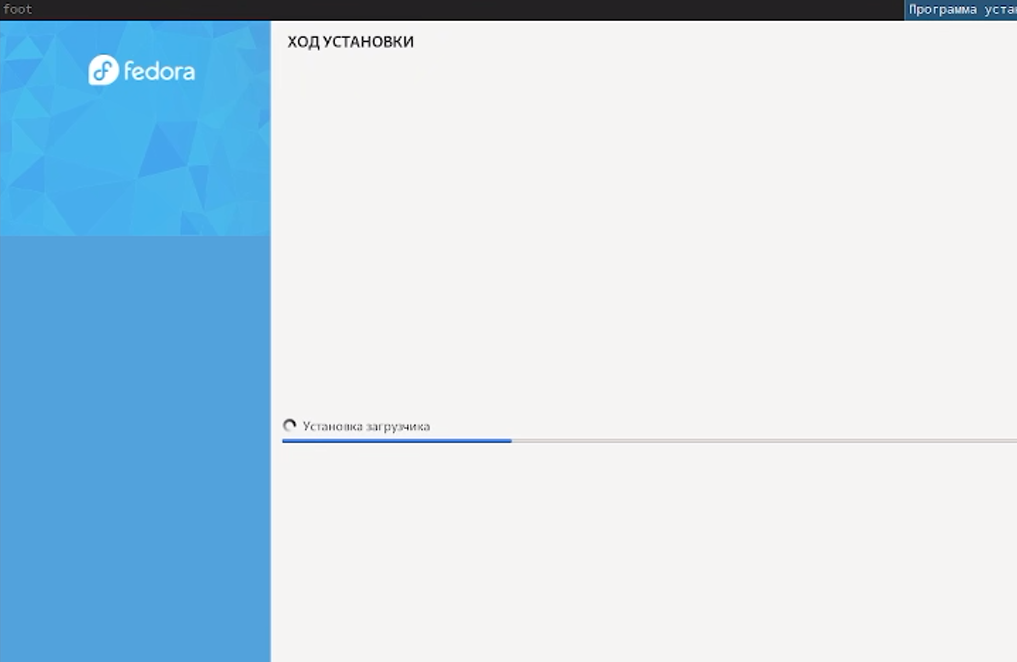 foot
Программа уста
fedora
ХОД УСТАНОВКИ
Установка загрузчика